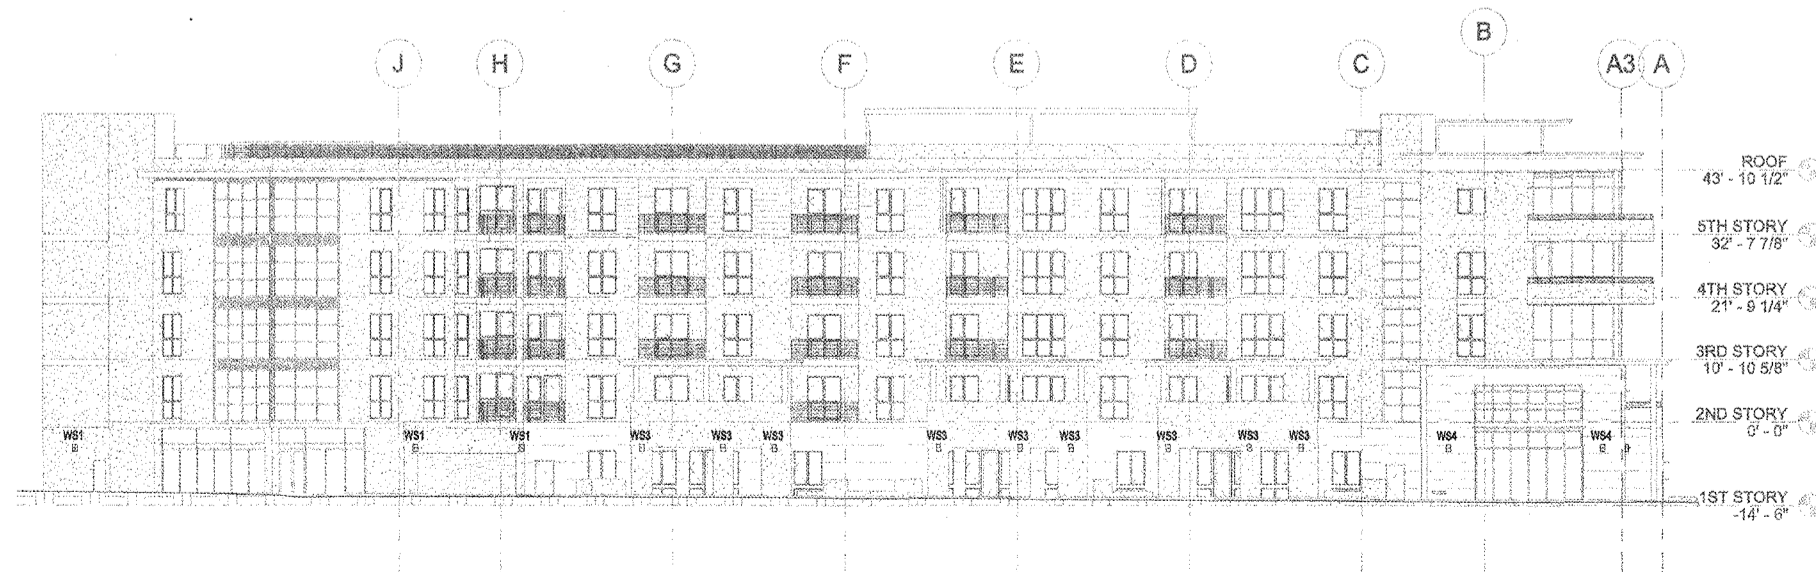 B
J H G F E D C A3 A
ROOF
43' - 10 1/2"
5TH STORY
32' - 7 7/8"
4TH STORY
21' - 9 1/4"
3RD STORY
10' - 10 5/8"
2ND STORY
0' - 0"
WS1 WS1 WS1 WS3 WS3 WS3 WS3 WS3 WS3 WS3 WS3 WS3 WS4 WS4
1ST STORY
-14' - 6"